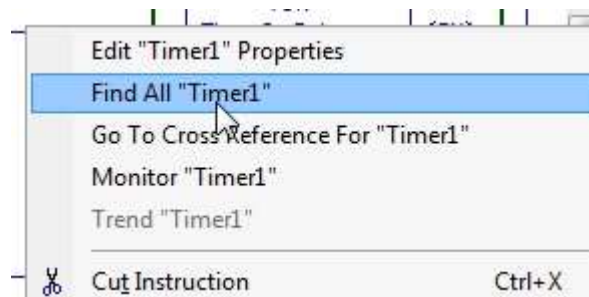 Edit "Timer1" Properties
Find All "Timer1"
Go To Cross Reference For "Timer1"
Monitor "Timer1"
Trend "Timer1"
Cut Instruction Ctrl+X